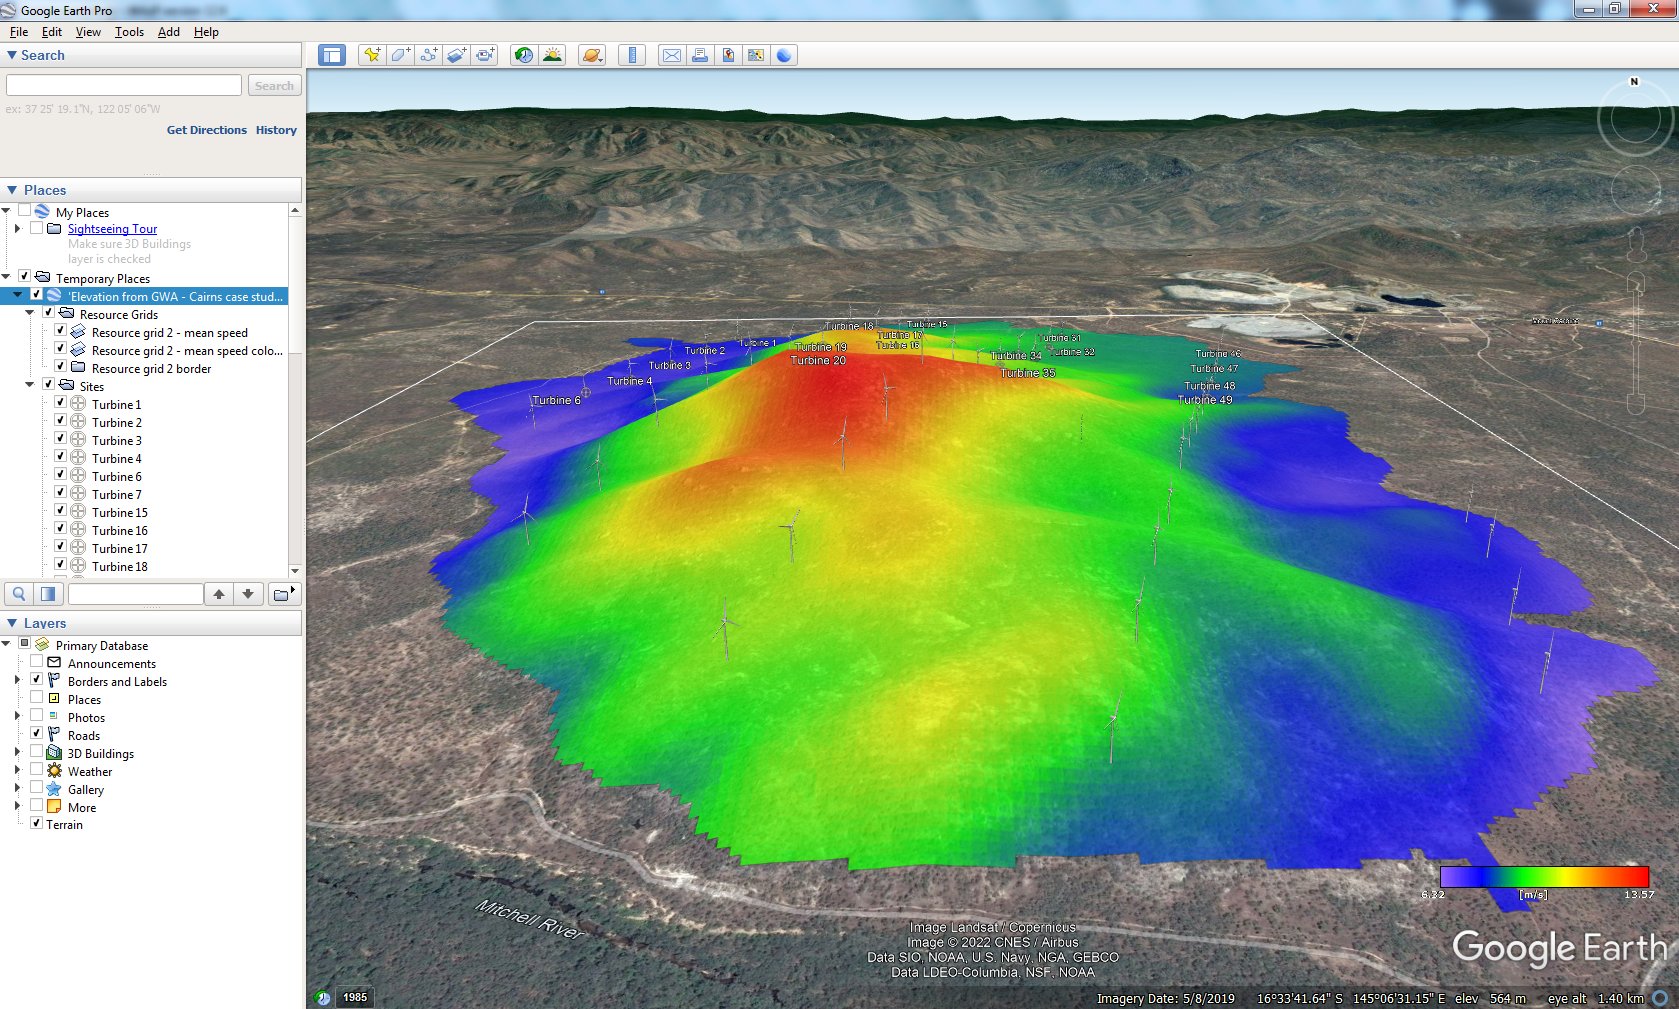 Google Earth Pro
File Edit View Tools Add Help
Search
Search
ex: 37 25' 19.1"N, 122 05' 06"W
Get Directions History
Places
My Places
Sightseeing Tour
Make sure 3D Buildings
layer is checked
Temporary Places
'Elevation from GWA - Cairns case stud...
Resource Grids
Resource grid 2 - mean speed
Resource grid 2 - mean speed colo...
Resource grid 2 border
Sites
Turbine 1
Turbine 2
Turbine 3
Turbine 4
Turbine 6
Turbine 7
Turbine 15
Turbine 16
Turbine 17
Turbine 18
Layers
Primary Database
Announcements
Borders and Labels
Places
Photos
Roads
3D Buildings
Weather
Gallery
More
Terrain
N
Turbine 18
Turbine 15
Turbine 17
Turbine 16
Turbine 1
Turbine 19
Turbine 2
Turbine 20
Turbine 3
Turbine 4
Turbine 6
Turbine 31
Turbine 32
Turbine 34
Turbine 35
Turbine 46
Turbine 47
Turbine 48
Turbine 49
6.22 [m/s] 13.57
Mitchell River
Image Landsat / Copernicus
Image © 2022 CNES / Airbus
Data SIO, NOAA, U.S. Navy, NGA, GEBCO
Data LDEO-Columbia, NSF, NOAA
Google Earth
1985
Imagery Date: 5/8/2019 16°33'41.64" S 145°06'31.15" E elev 564 m eye alt 1.40 km